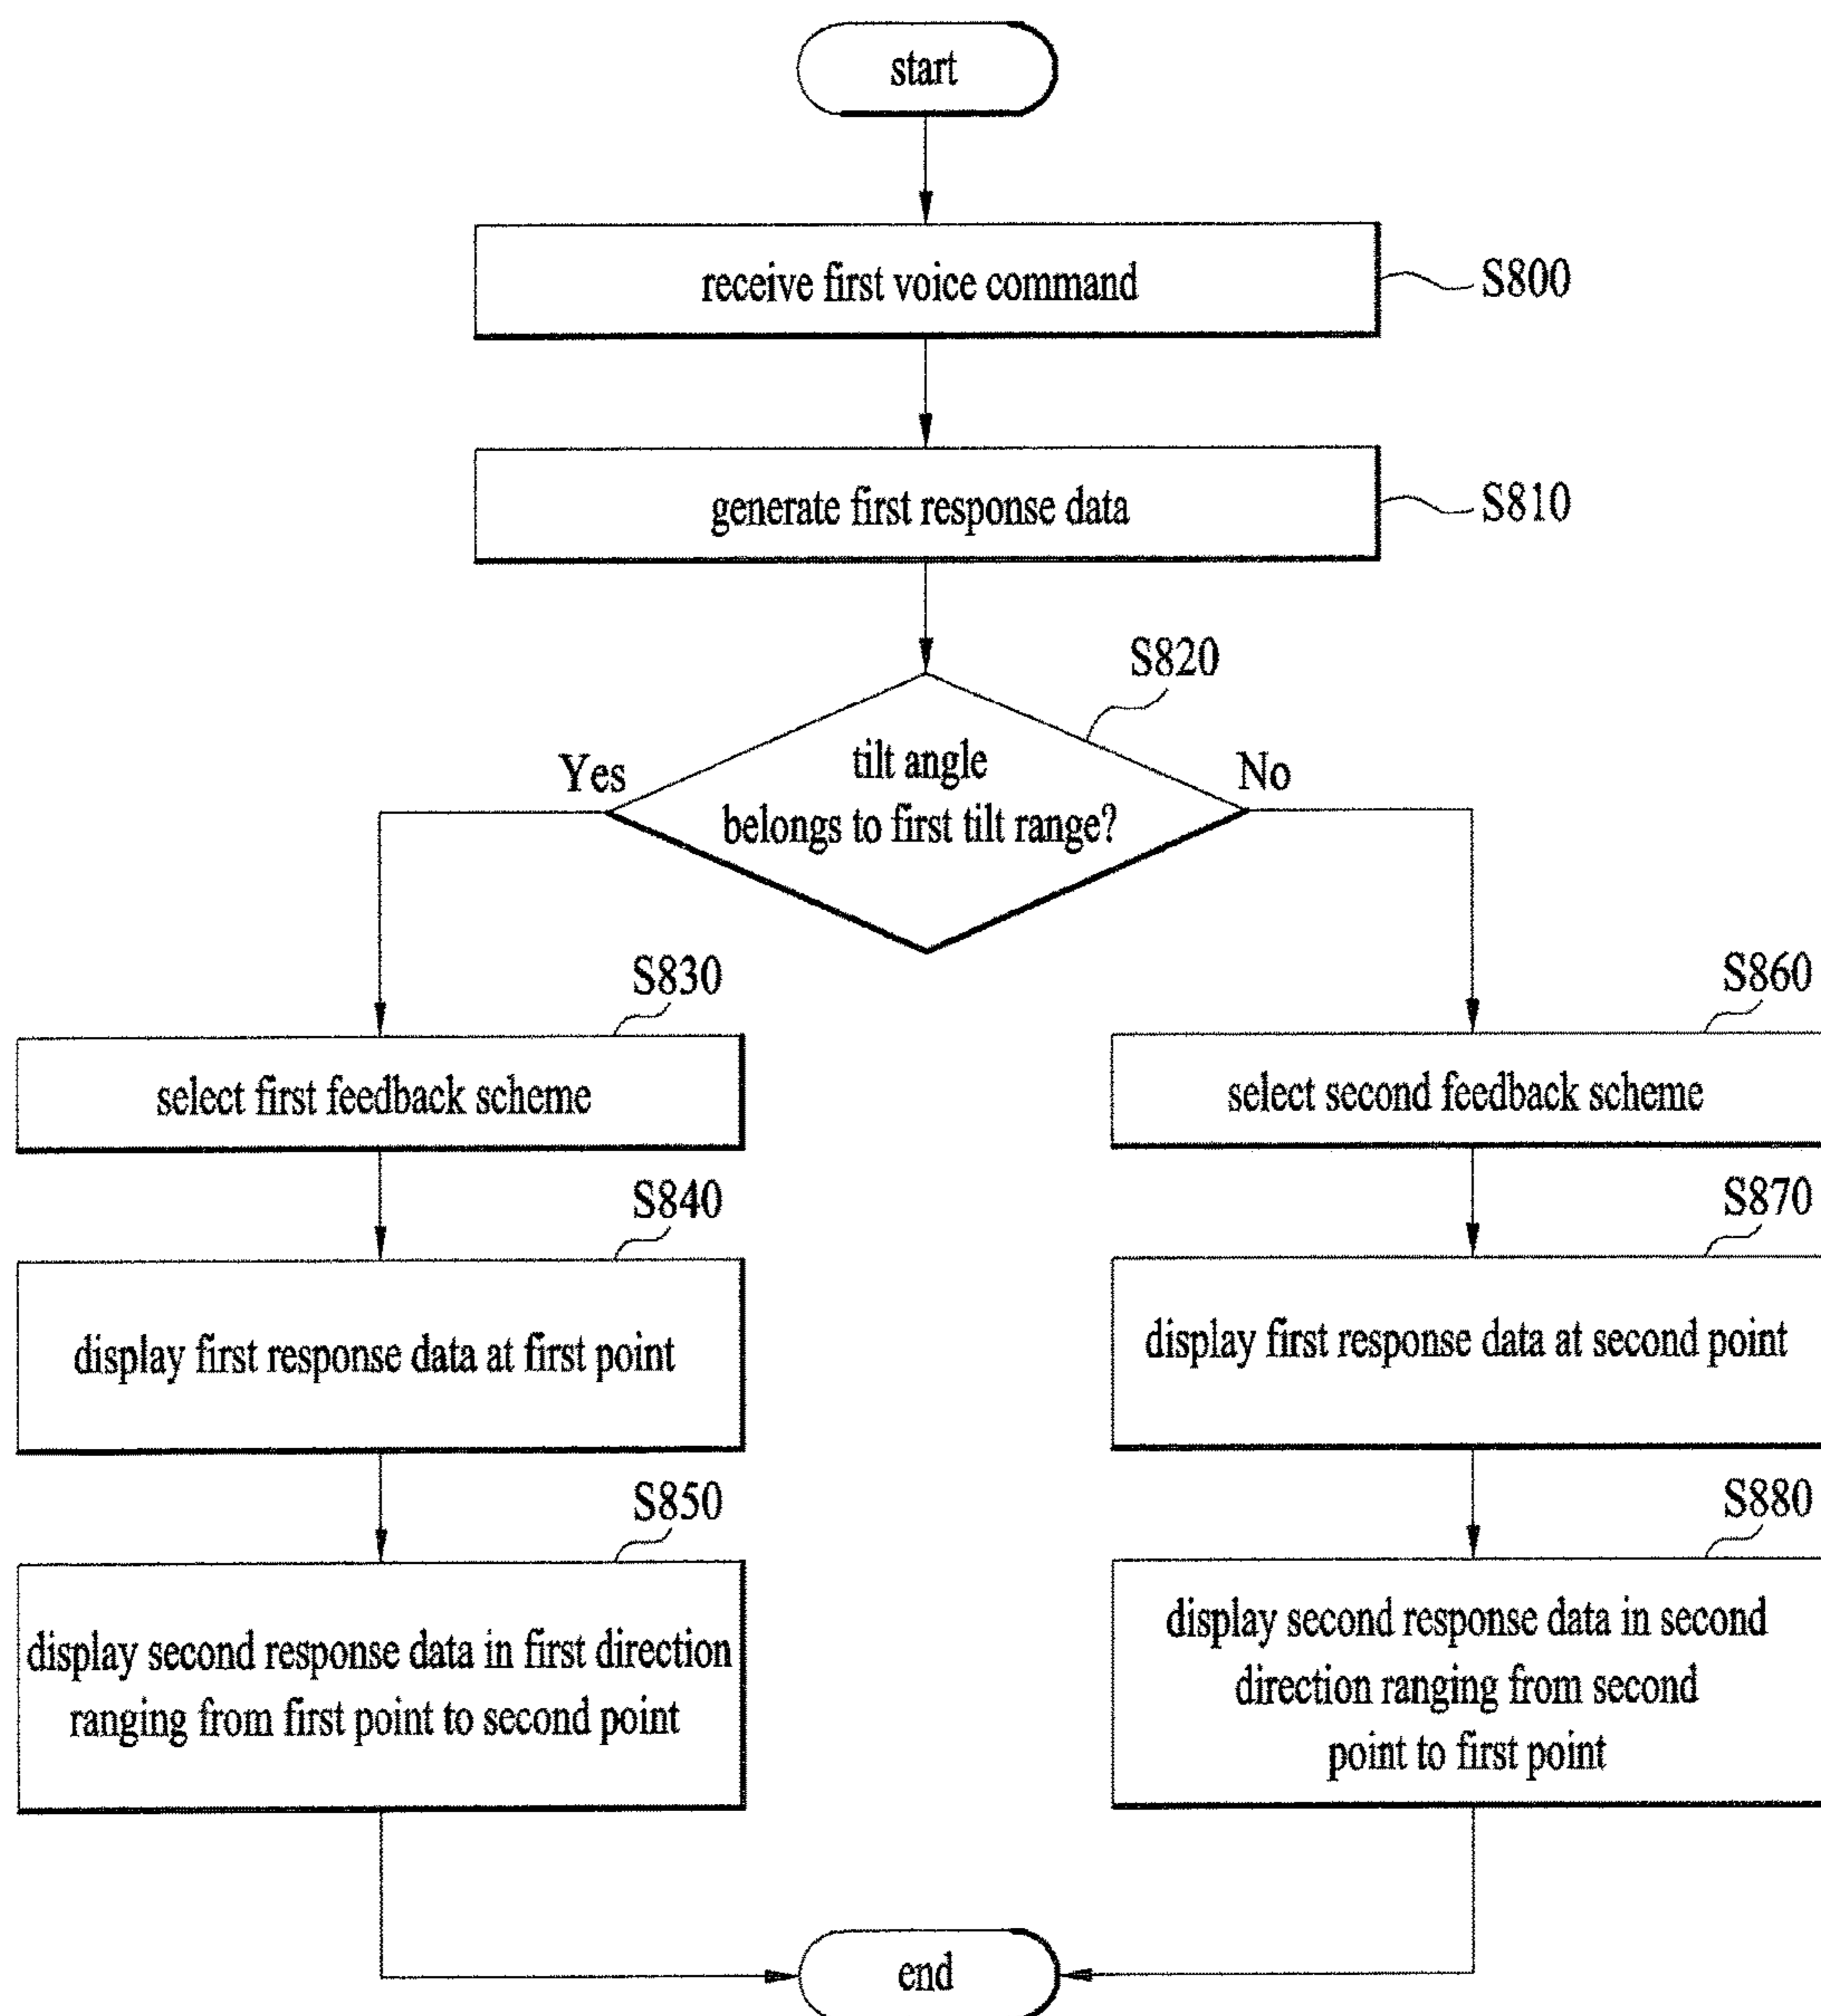 start
receive first voice command
S800
generate first response data
S810
S820
tilt angle
belongs to first tilt range?
Yes
No
S830
select first feedback scheme
S840
display first response data at first point
S850
display second response data in first direction
ranging from first point to second point
S860
select second feedback scheme
S870
display first response data at second point
S880
display second response data in second
direction ranging from second
point to first point
end